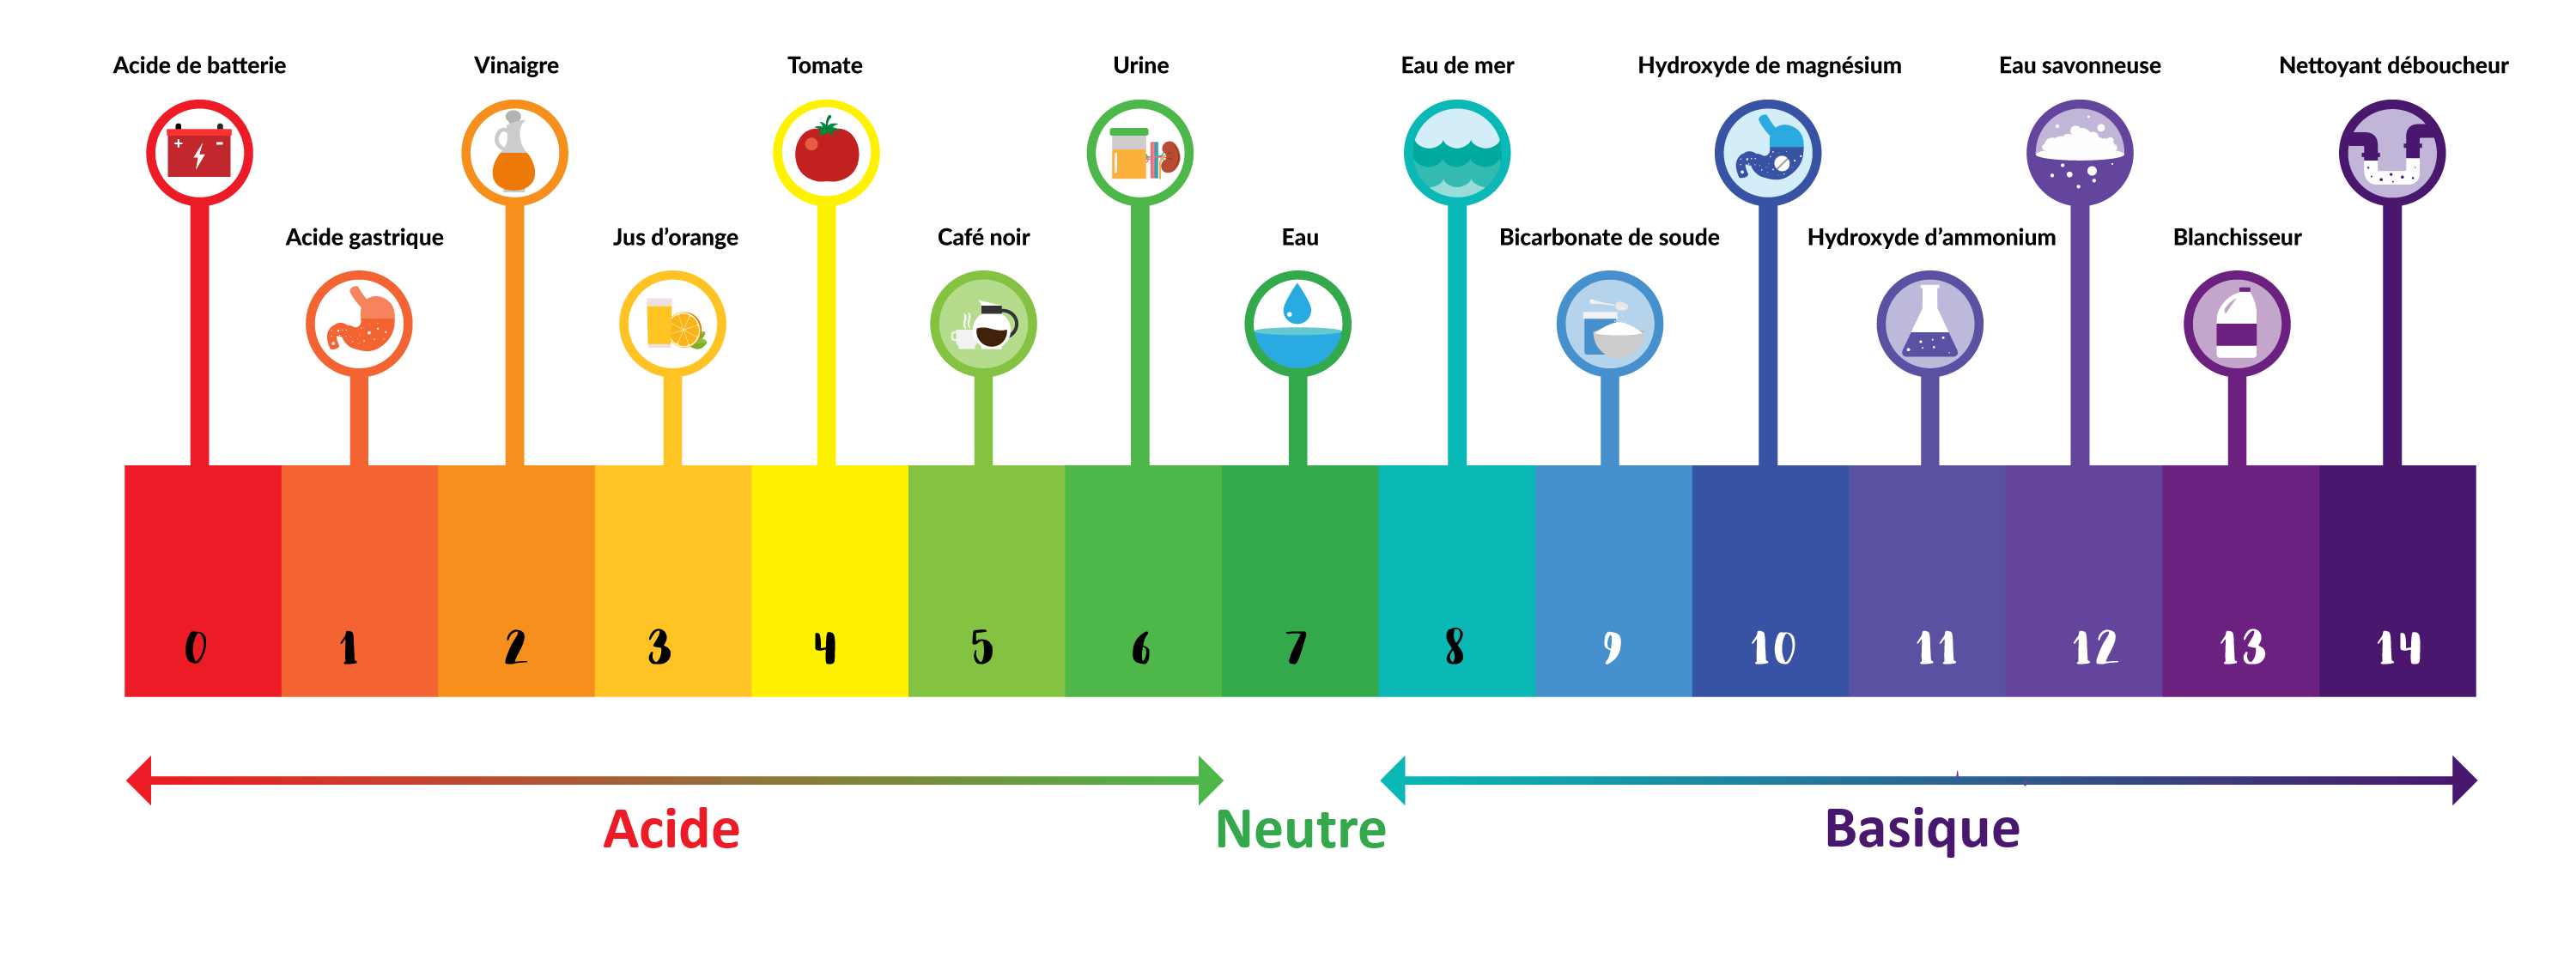 Acide de batterie
Vinaigre
Tomate
Urine
Eau de mer
Hydroxyde de magnésium
Eau savonneuse
Nettoyant déboucheur
Acide gastrique
Jus d’orange
Café noir
Eau
Bicarbonate de soude
Hydroxyde d’ammonium
Blanchisseur
+ -
0 1 2 3 4 5 6 7 8 9 10 11 12 13 14
Acide
Neutre
Basique